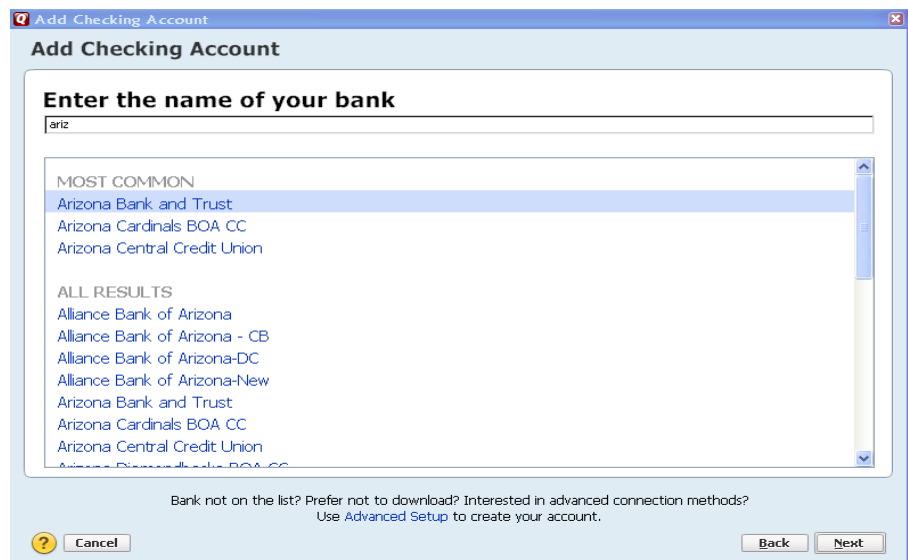 Add Checking Account
Add Checking Account
Enter the name of your bank
ariz
MOST COMMON
Arizona Bank and Trust
Arizona Cardinals BOA CC
Arizona Central Credit Union
ALL RESULTS
Alliance Bank of Arizona
Alliance Bank of Arizona - CB
Alliance Bank of Arizona-DC
Alliance Bank of Arizona-New
Arizona Bank and Trust
Arizona Cardinals BOA CC
Arizona Central Credit Union
Arizona Diamondbacks BOA CC
Bank not on the list? Prefer not to download? Interested in advanced connection methods?
Use Advanced Setup to create your account.
? Cancel Back Next